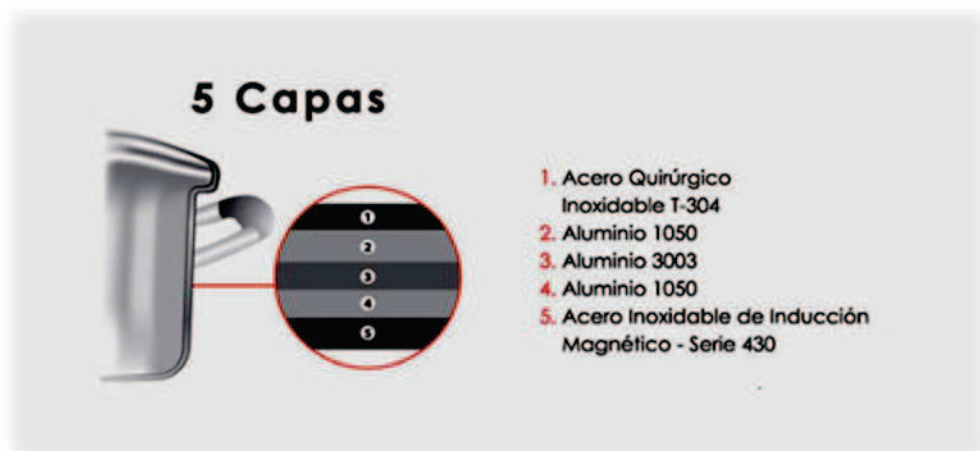 5 Capas
1
2
3
4
5
1. Acero Quirúrgico
Inoxidable T-304
2. Aluminio 1050
3. Aluminio 3003
4. Aluminio 1050
5. Acero Inoxidable de Inducción
Magnético - Serie 430